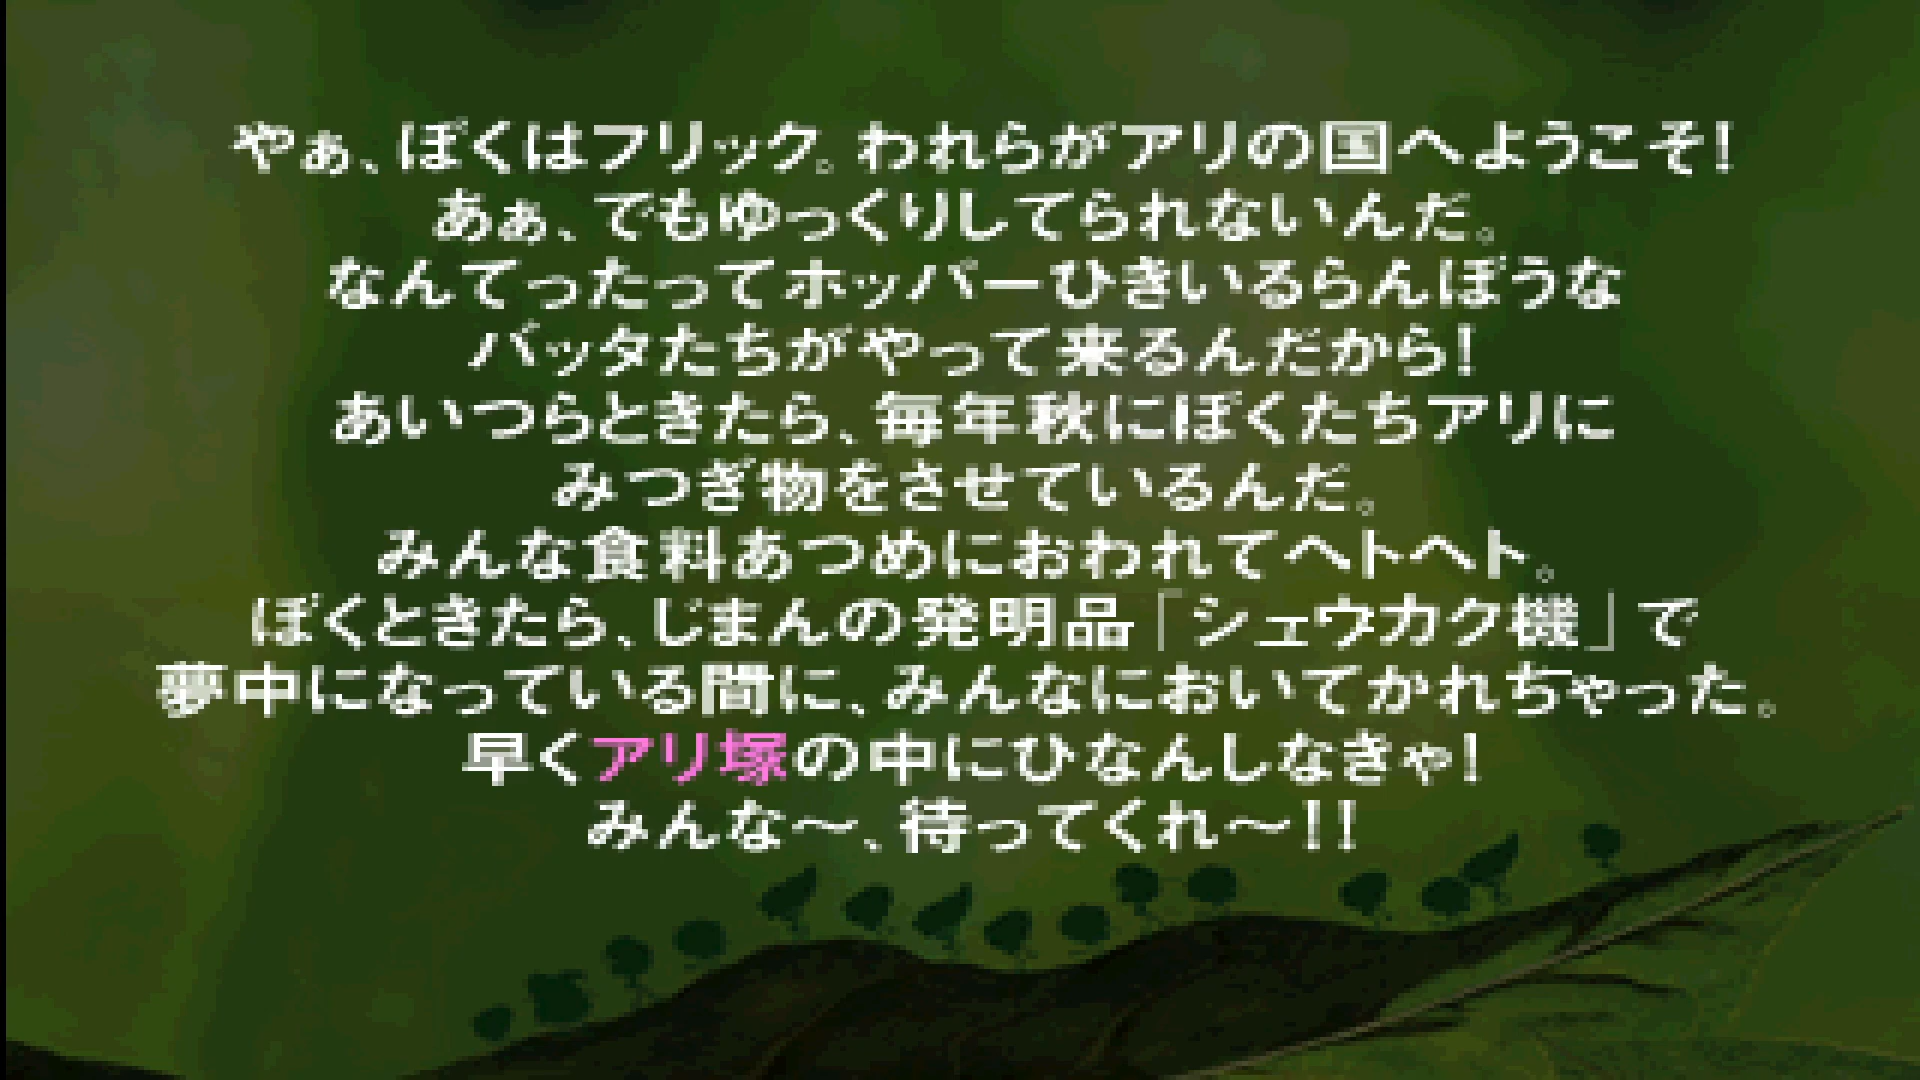 やぁ、ぼくはフリック。われらがアリの国へようこそ!
あぁ、でもゆっくりしてられないんだ。
なんてったってホッパーひきいるらんぼうな
バッタたちがやって来るんだから!
あいつらときたら、毎年秋にぼくたちアリに
みつぎ物をさせているんだ。
みんな食料あつめにおわれてヘトヘト。
ぼくときたら、じまんの発明品「シュウカク機」で
夢中になっている間に、みんなにおいてかれちゃった。
早くアリ塚の中にひなんしなきゃ!
みんな〜、待ってくれ〜!!